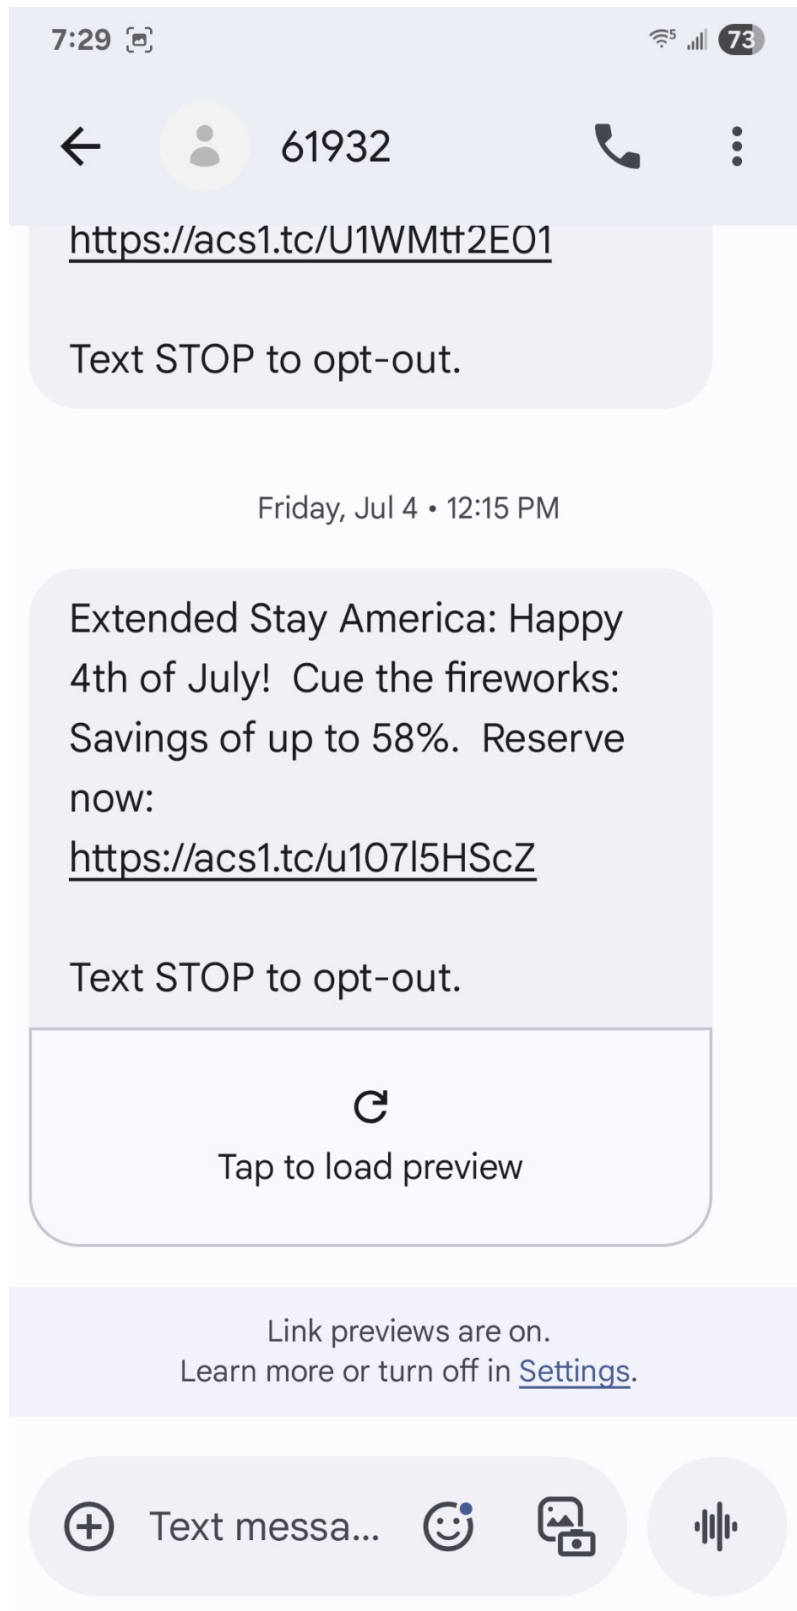 7:29
5
73
61932
https://acs1.tc/U1WMtf2EO1
Text STOP to opt-out.
Friday, Jul 4 • 12:15 PM
Extended Stay America: Happy
4th of July!  Cue the fireworks:
Savings of up to 58%.  Reserve
now:
https://acs1.tc/u107l5HScZ
Text STOP to opt-out.
Tap to load preview
Link previews are on.
Learn more or turn off in Settings.
Text messa...